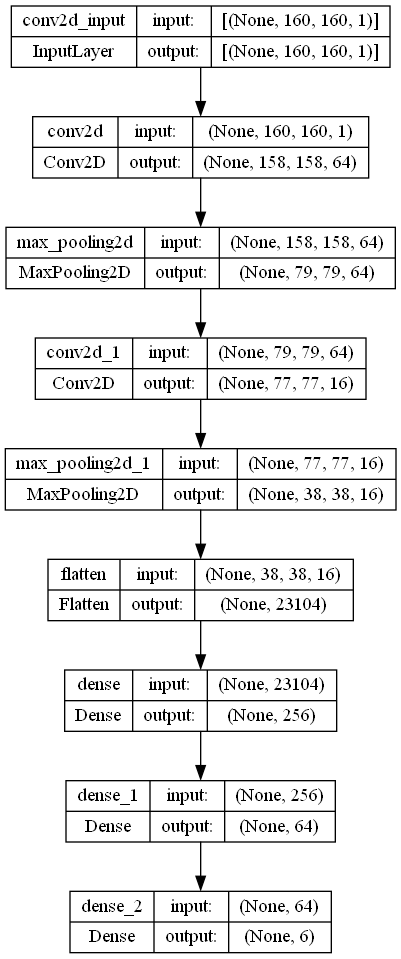 conv2d_input input: [(None, 160, 160, 1)]
InputLayer output: [(None, 160, 160, 1)]
conv2d input: (None, 160, 160, 1)
Conv2D output: (None, 158, 158, 64)
max_pooling2d input: (None, 158, 158, 64)
MaxPooling2D output: (None, 79, 79, 64)
conv2d_1 input: (None, 79, 79, 64)
Conv2D output: (None, 77, 77, 16)
max_pooling2d_1 input: (None, 77, 77, 16)
MaxPooling2D output: (None, 38, 38, 16)
flatten input: (None, 38, 38, 16)
Flatten output: (None, 23104)
dense input: (None, 23104)
Dense output: (None, 256)
dense_1 input: (None, 256)
Dense output: (None, 64)
dense_2 input: (None, 64)
Dense output: (None, 6)